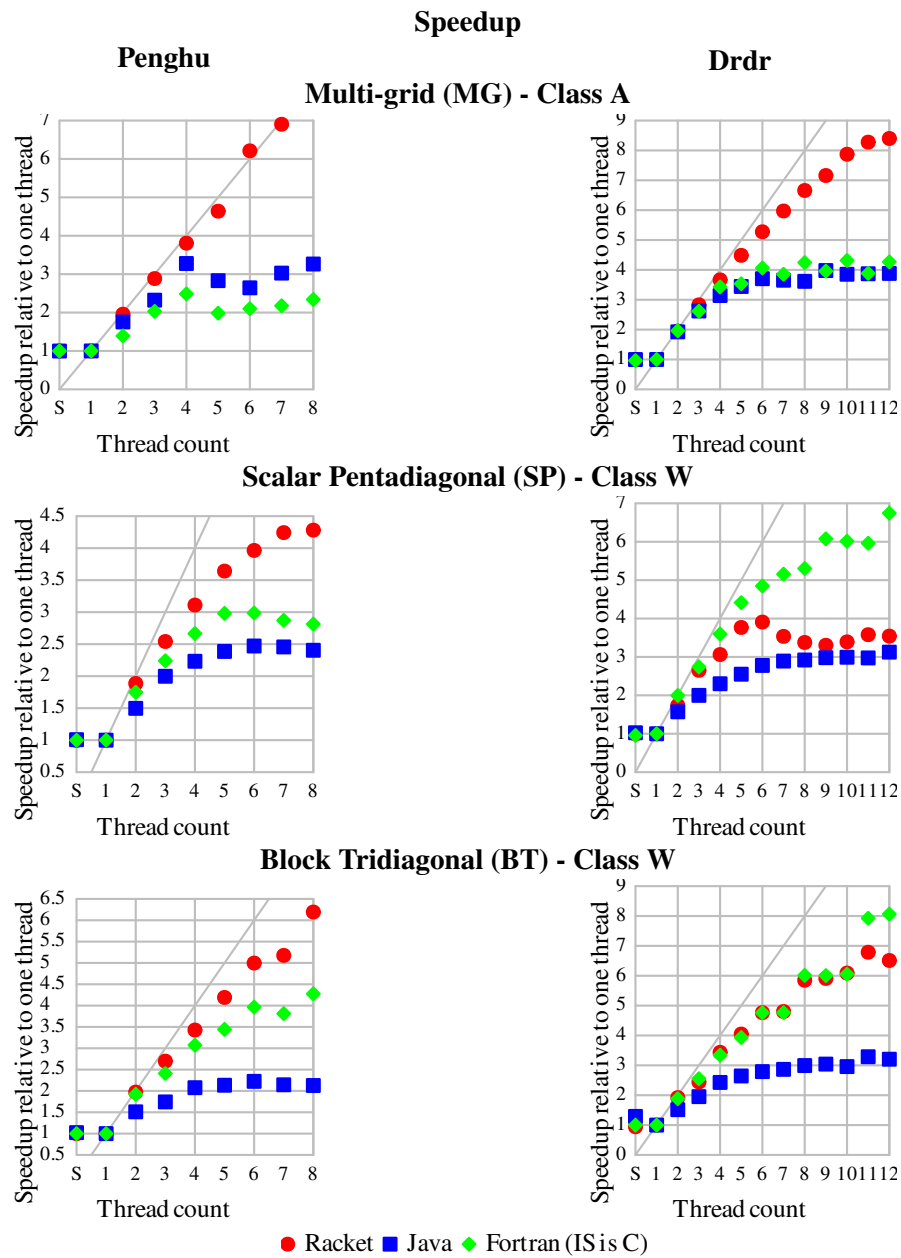 Speedup
Penghu Drdr
Multi-grid (MG) - Class A
Speedup relative to one thread
7
6
5
4
3
2
1
0
S 1 2 3 4 5 6 7 8
Thread count
Speedup relative to one thread
9
8
7
6
5
4
3
2
1
0
S 1 2 3 4 5 6 7 8 9 10 11 12
Thread count
Scalar Pentadiagonal (SP) - Class W
Speedup relative to one thread
4.5
4
3.5
3
2.5
2
1.5
1
0.5
S 1 2 3 4 5 6 7 8
Thread count
Speedup relative to one thread
7
6
5
4
3
2
1
0
S 1 2 3 4 5 6 7 8 9 10 11 12
Thread count
Block Tridiagonal (BT) - Class W
Speedup relative to one thread
6.5
6
5.5
5
4.5
4
3.5
3
2.5
2
1.5
1
0.5
S 1 2 3 4 5 6 7 8
Thread count
Speedup relative to one thread
9
8
7
6
5
4
3
2
1
0
S 1 2 3 4 5 6 7 8 9 10 11 12
Thread count
Racket Java Fortran (IS is C)